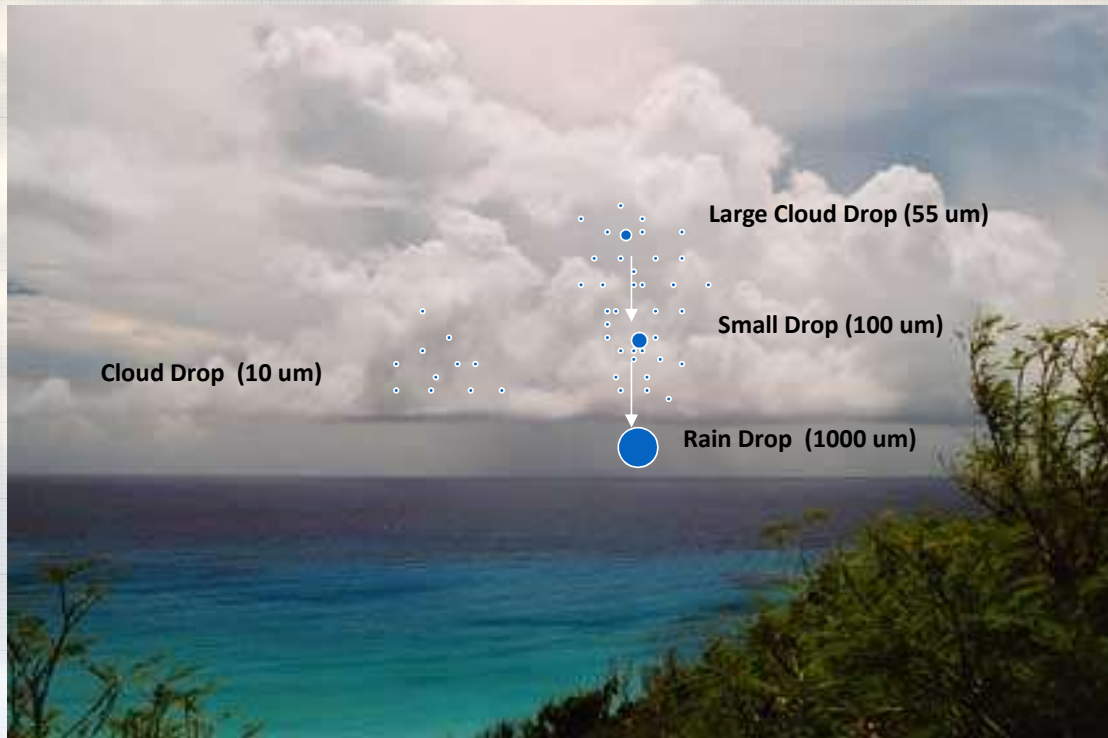 Large Cloud Drop (55 um)
Small Drop (100 um)
Cloud Drop  (10 um)
Rain Drop  (1000 um)